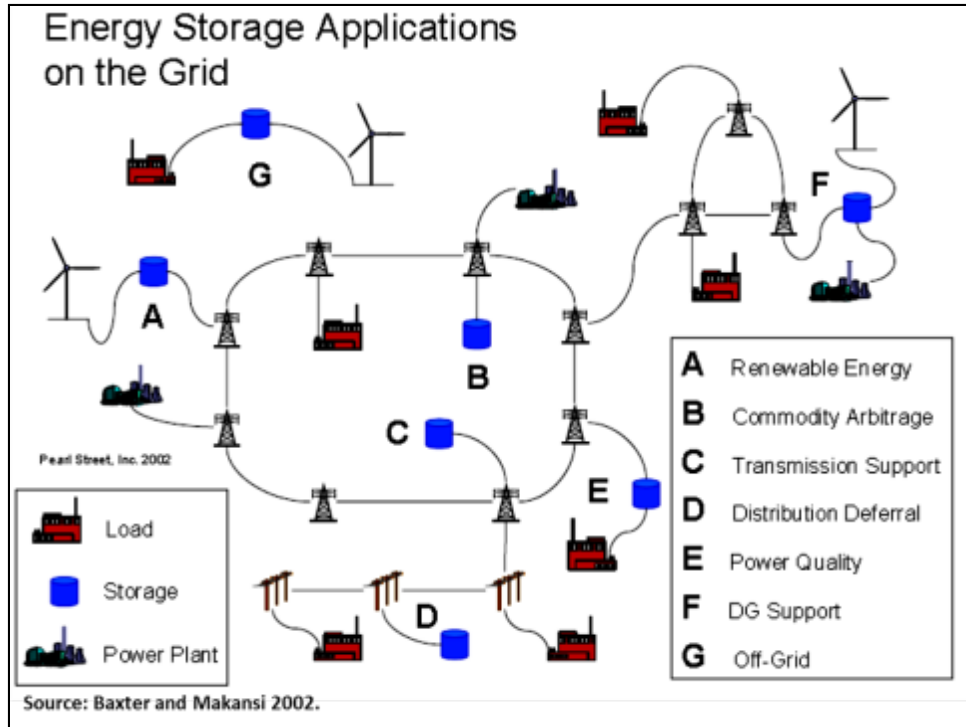 Energy Storage Applications
on the Grid
G
F
A
B
C
E
D
Pearl Street, Inc. 2002
Load
Storage
Power Plant
A Renewable Energy
B Commodity Arbitrage
C Transmission Support
D Distribution Deferral
E Power Quality
F DG Support
G Off-Grid
Source: Baxter and Makansi 2002.